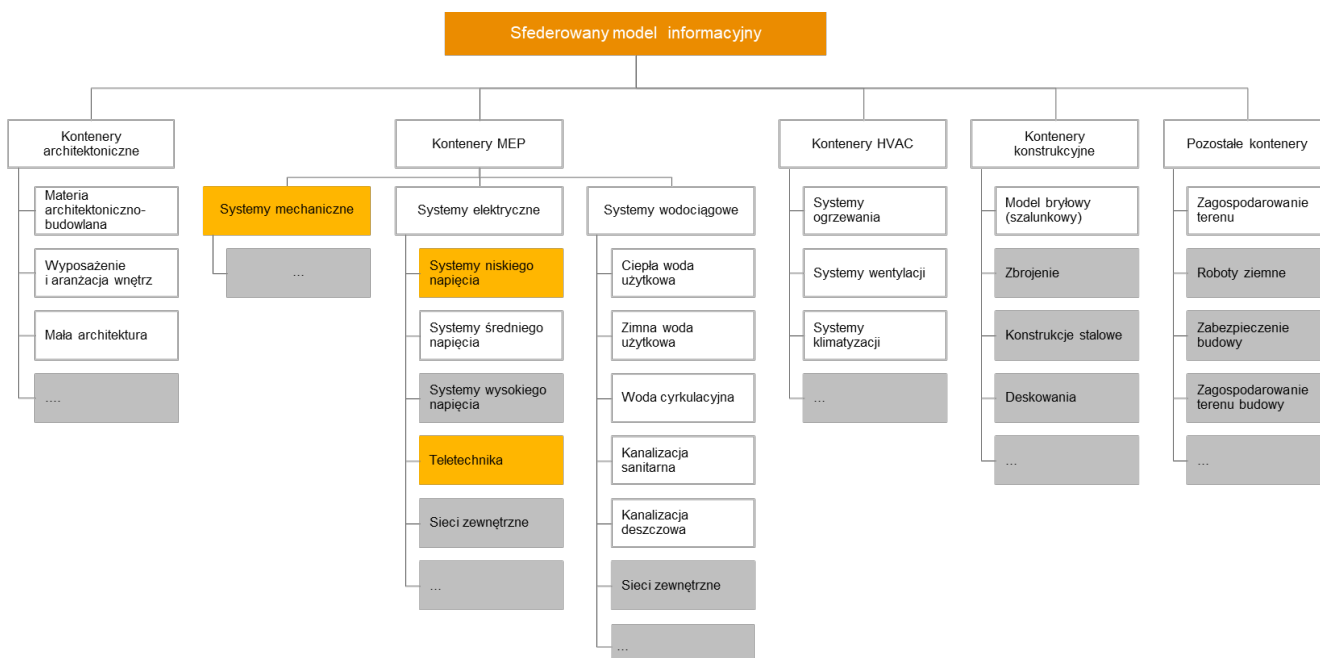 Sfederowany model informacyjny
Kontenery
architektoniczne
Materia
architektoniczno-
budowlana
Wyposażenie
i aranżacja wnętrz
Mała architektura
....
Kontenery MEP
Systemy mechaniczne
...
Systemy elektryczne
Systemy niskiego
napięcia
Systemy średniego
napięcia
Systemy wysokiego
napięcia
Teletechnika
Sieci zewnętrzne
...
Systemy wodociągowe
Ciepła woda
użytkowa
Zimna woda
użytkowa
Woda cyrkulacyjna
Kanalizacja
sanitarna
Kanalizacja
deszczowa
Sieci zewnętrzne
...
Kontenery HVAC
Systemy
ogrzewania
Systemy wentylacji
Systemy
klimatyzacji
...
Kontenery
konstrukcyjne
Model bryłowy
(szalunkowy)
Zbrojenie
Konstrukcje stalowe
Deskowania
...
Pozostałe kontenery
Zagospodarowanie
terenu
Roboty ziemne
Zabezpieczenie
budowy
Zagospodarowanie
terenu budowy
...